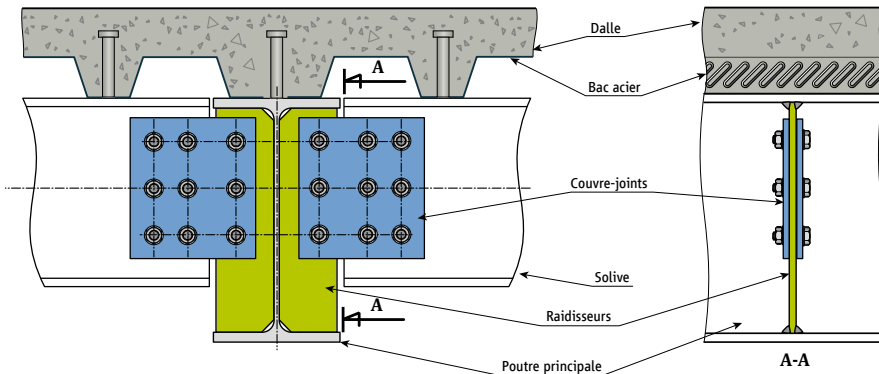 Dalle
A
Bac acier
Couvre-joints
Solive
A
Raidisseurs
Poutre principale
A-A